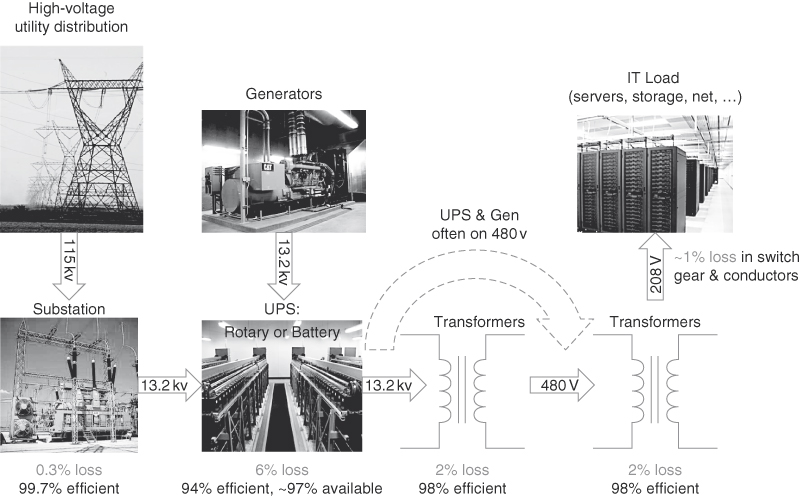 High-voltage
utility distribution
Generators
CAT
IT Load
(servers, storage, net, …)
UPS & Gen
often on 480 v
115 kv
13.2 kv
208 V
~1% loss in switch
gear & conductors
Substation
UPS:
Rotary or Battery
Transformers
Transformers
13.2 kv
13.2 kv
480 V
0.3% loss
99.7% efficient
6% loss
94% efficient, ~97% available
2% loss
98% efficient
2% loss
98% efficient